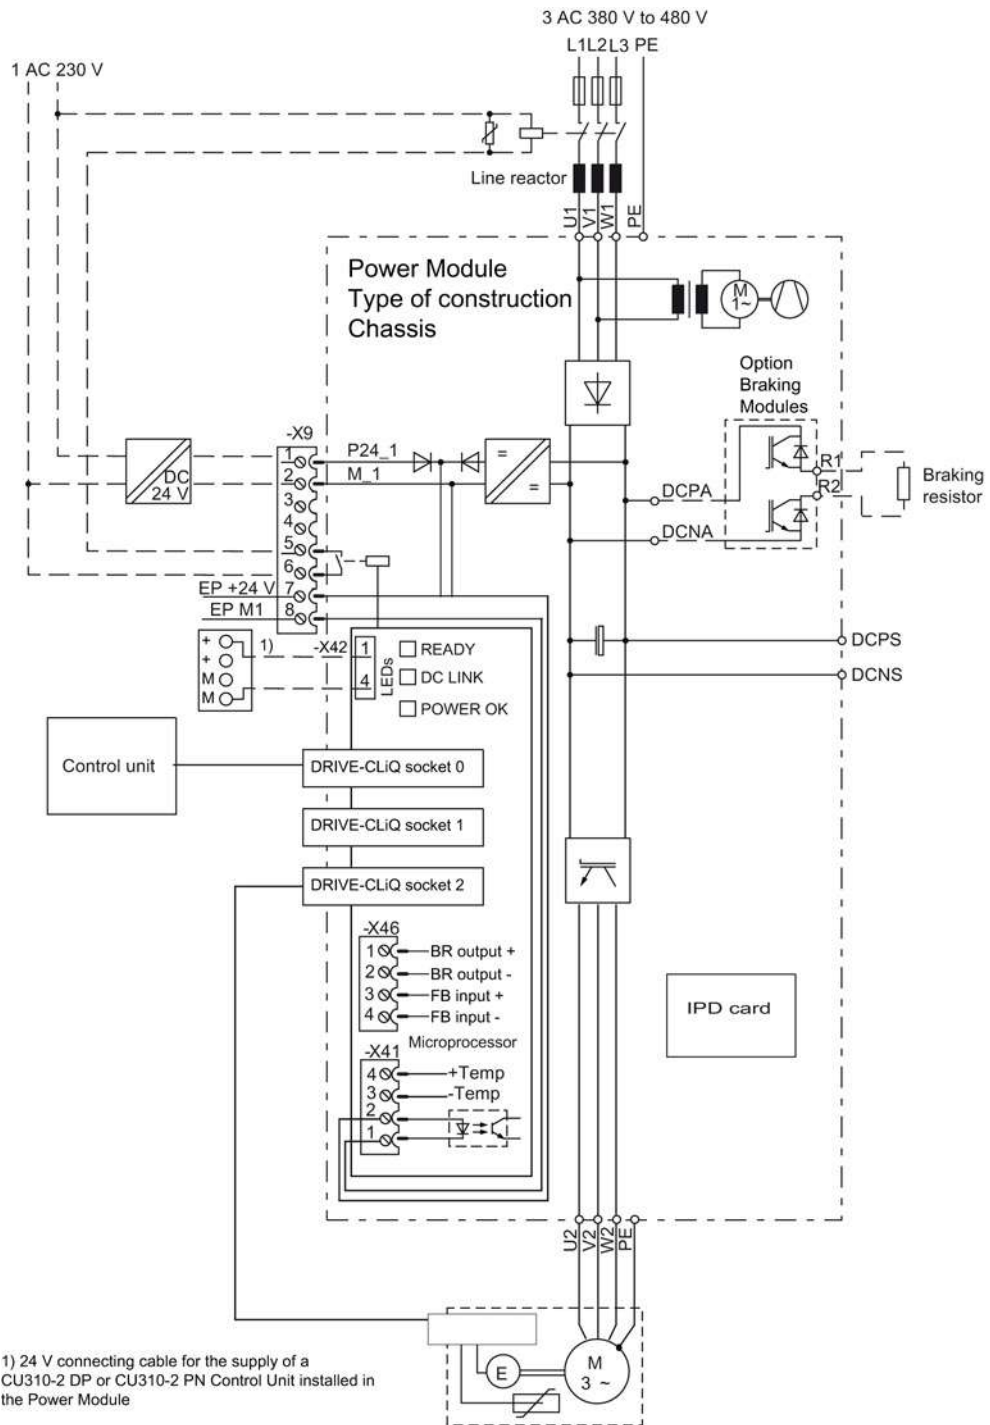 3 AC 380 V to 480 V
L1 L2 L3 PE
1 AC 230 V
Line reactor
U1
V1
W1
PE
Power Module
Type of construction
Chassis
M
1~
Option
Braking
Modules
-X9
1
2
3
4
5
6
7
8
P24_1
M_1
DC
24 V
=
=
R1
R2
Braking
resistor
DCPA
DCNA
EP +24 V
EP M1
+
+
M
M
1)
-X42
1
4
LEDs
READY
DC LINK
POWER OK
DCPS
DCNS
Control unit
DRIVE-CLiQ socket 0
DRIVE-CLiQ socket 1
DRIVE-CLiQ socket 2
-X46
1 BR output +
2 BR output -
3 FB input +
4 FB input -
Microprocessor
-X41
4 +Temp
3 -Temp
2
1
IPD card
U2
V2
W2
PE
E
M
3 ~
1) 24 V connecting cable for the supply of a
CU310-2 DP or CU310-2 PN Control Unit installed in
the Power Module